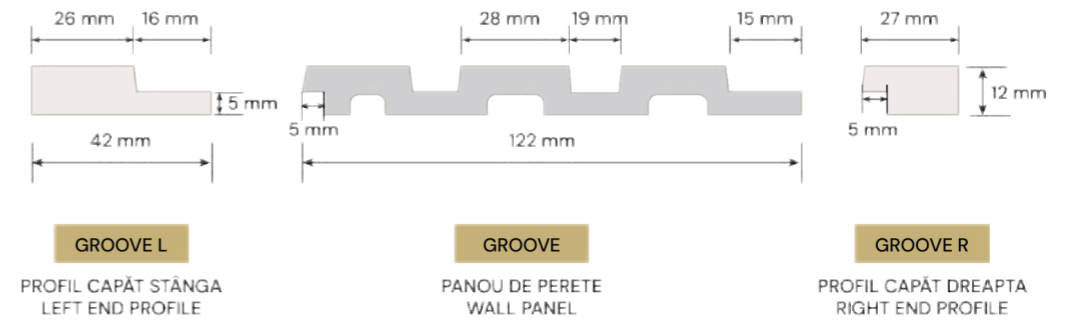 26 mm 16 mm 28 mm 19 mm 15 mm 27 mm
5 mm 12 mm
5 mm 5 mm
42 mm 122 mm
GROOVE L GROOVE GROOVE R
PROFIL CAPĂT STÂNGA PANOU DE PERETE PROFIL CAPĂT DREAPTA
LEFT END PROFILE WALL PANEL RIGHT END PROFILE